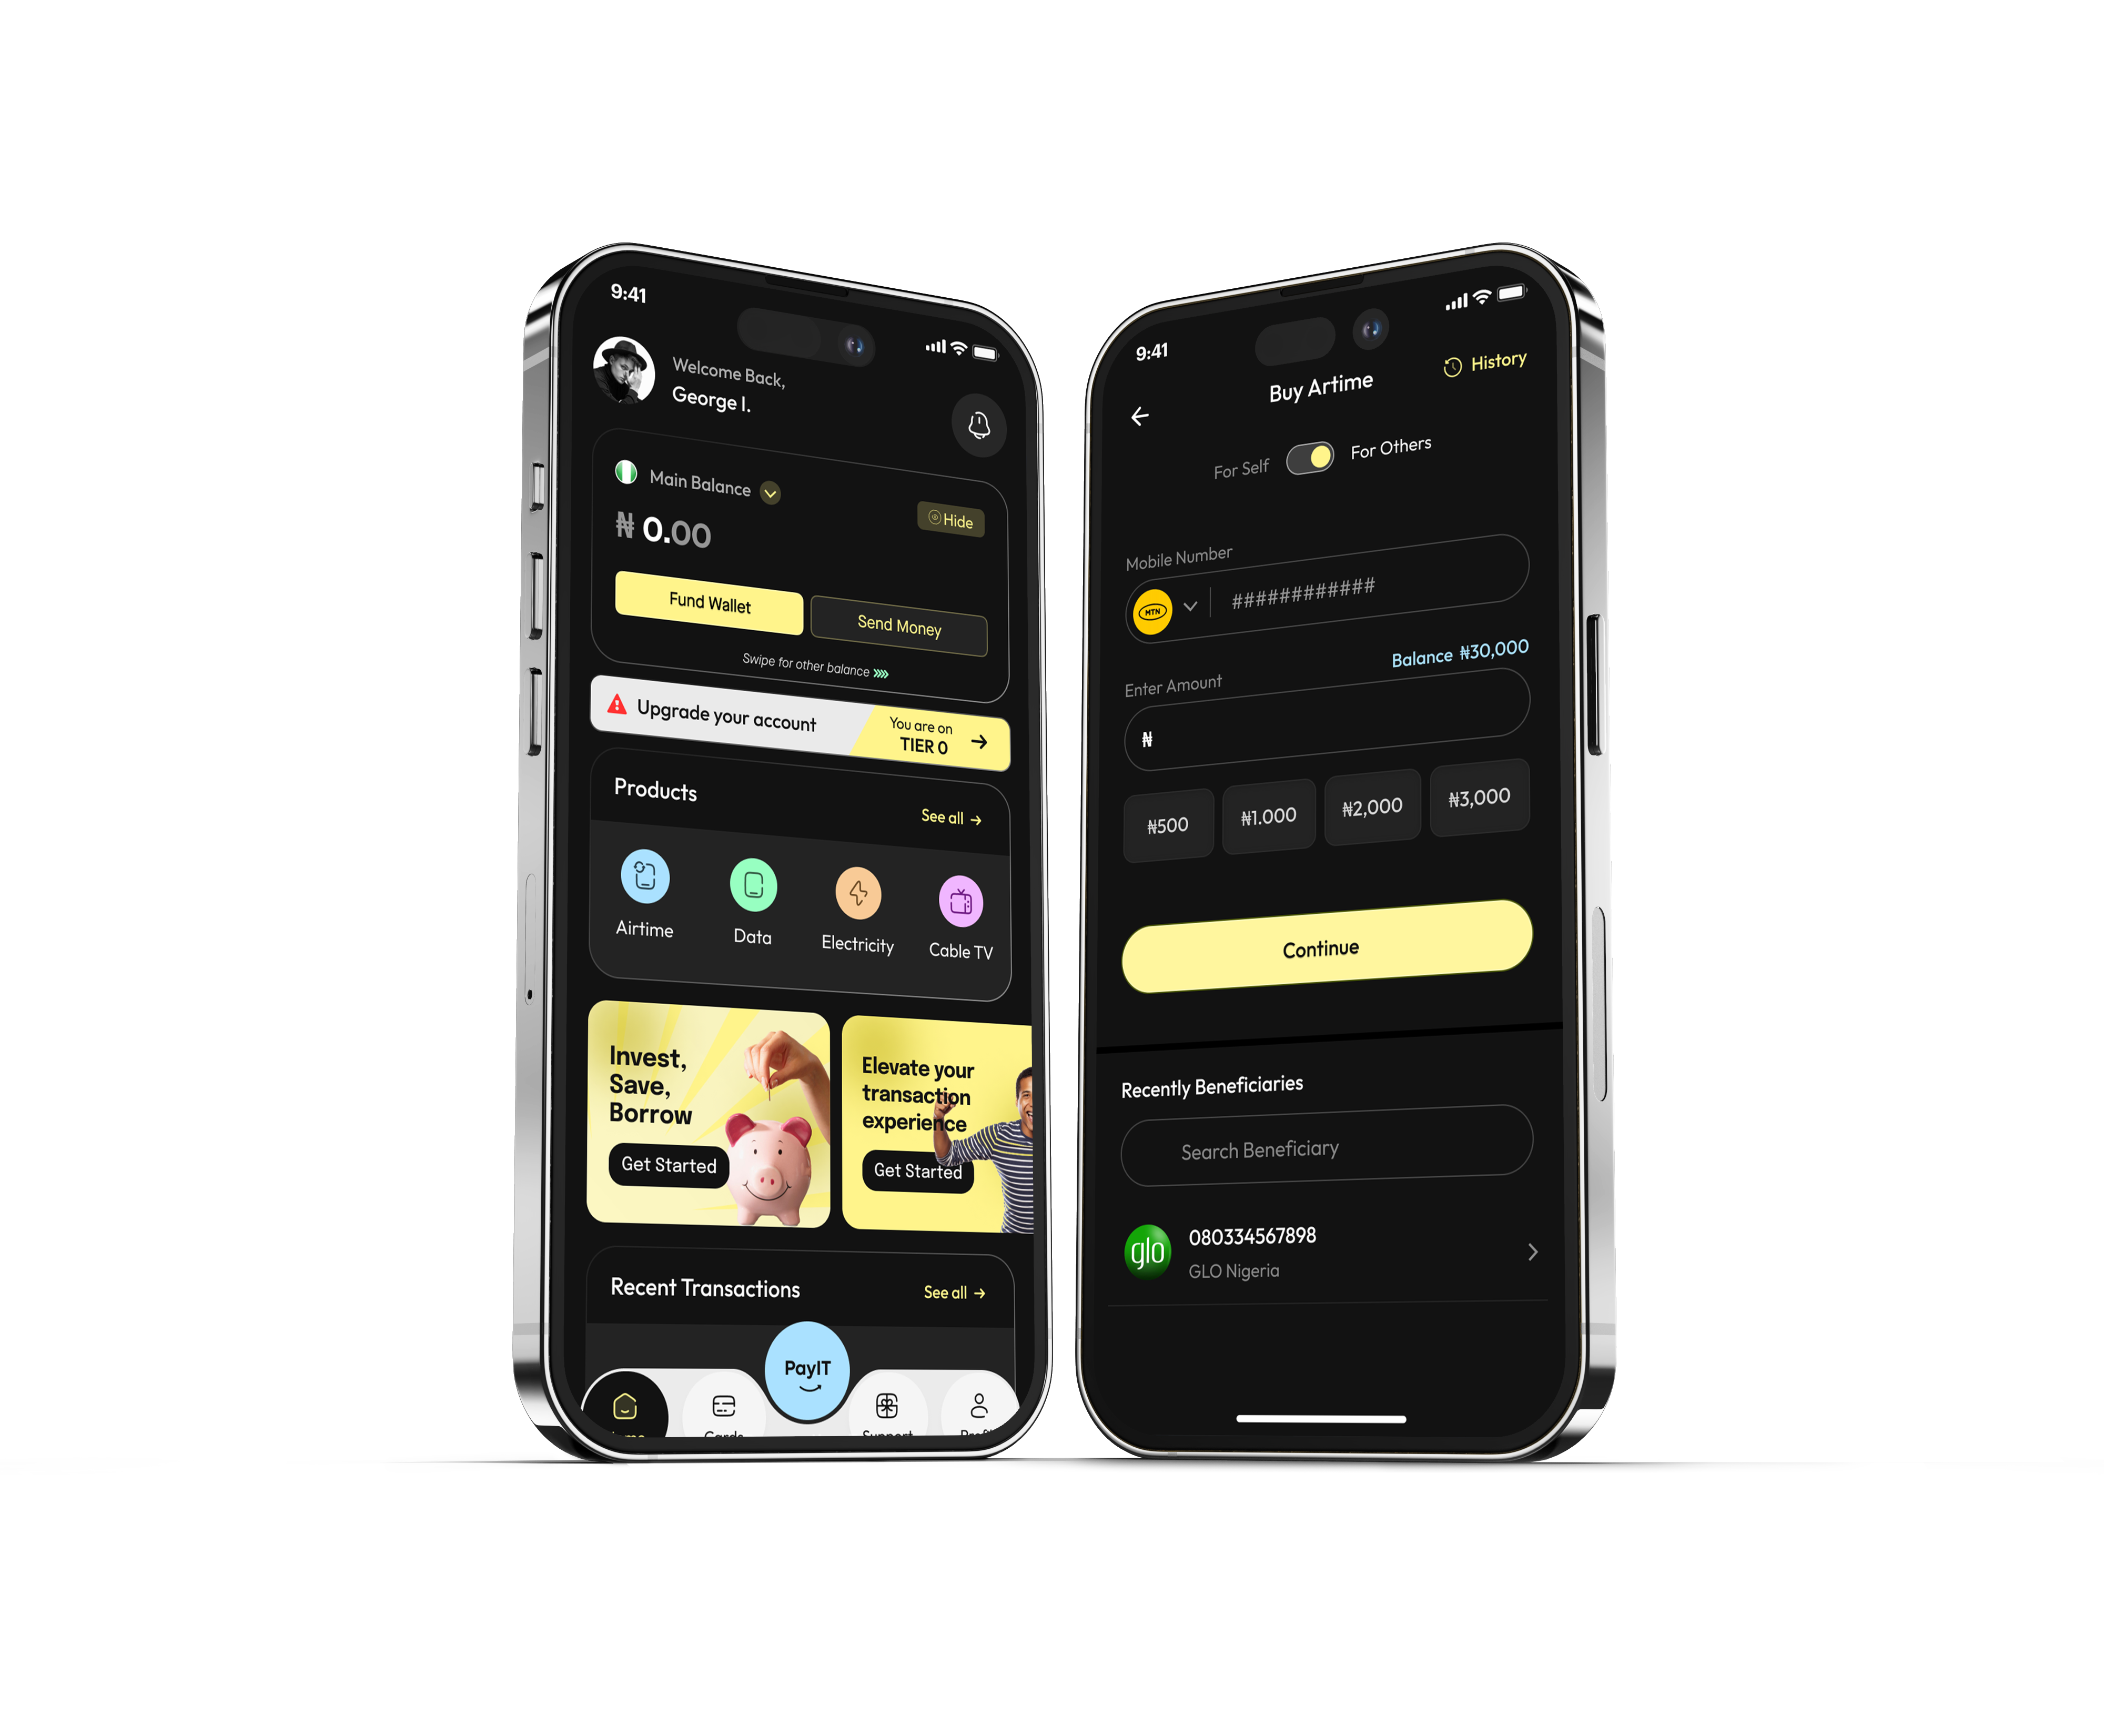 9:41
Welcome Back,
George I.
Main Balance
Hide
₦ 0.00
Fund Wallet
Send Money
Swipe for other balance
Upgrade your account
You are on
TIER 0
Products
See all
Airtime
Data
Electricity
Cable TV
Invest,
Save,
Borrow
Get Started
Elevate your
transaction
experience
Get Started
Recent Transactions
See all
PayIT
9:41
History
Buy Artime
For Self
For Others
Mobile Number
MTN
############
Balance ₦30,000
Enter Amount
₦
₦500
₦1.000
₦2,000
₦3,000
Continue
Recently Beneficiaries
Search Beneficiary
glo
080334567898
GLO Nigeria